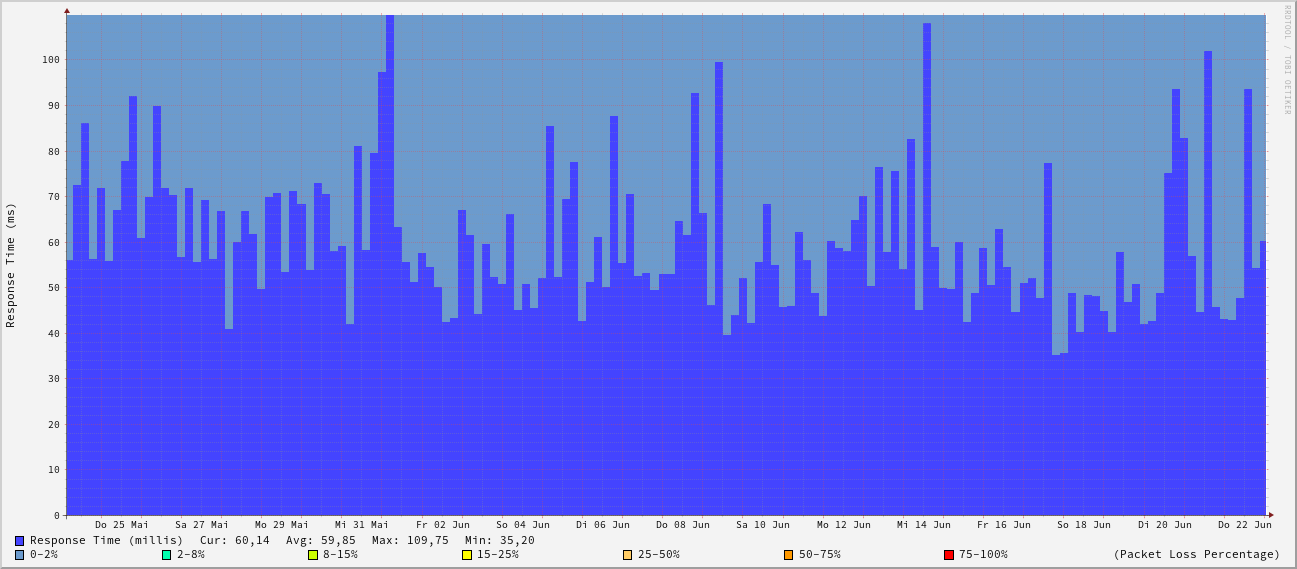 RRDTOOL / TOBI OETIKER
Response Time (ms)
100
90
80
70
60
50
40
30
20
10
0
Do 25 Mai Sa 27 Mai Mo 29 Mai Mi 31 Mai Fr 02 Jun So 04 Jun Di 06 Jun Do 08 Jun Sa 10 Jun Mo 12 Jun Mi 14 Jun Fr 16 Jun So 18 Jun Di 20 Jun Do 22 Jun
Response Time (millis) Cur: 60,14 Avg: 59,85 Max: 109,75 Min: 35,20
0-2% 2-8% 8-15% 15-25% 25-50% 50-75% 75-100% (Packet Loss Percentage)